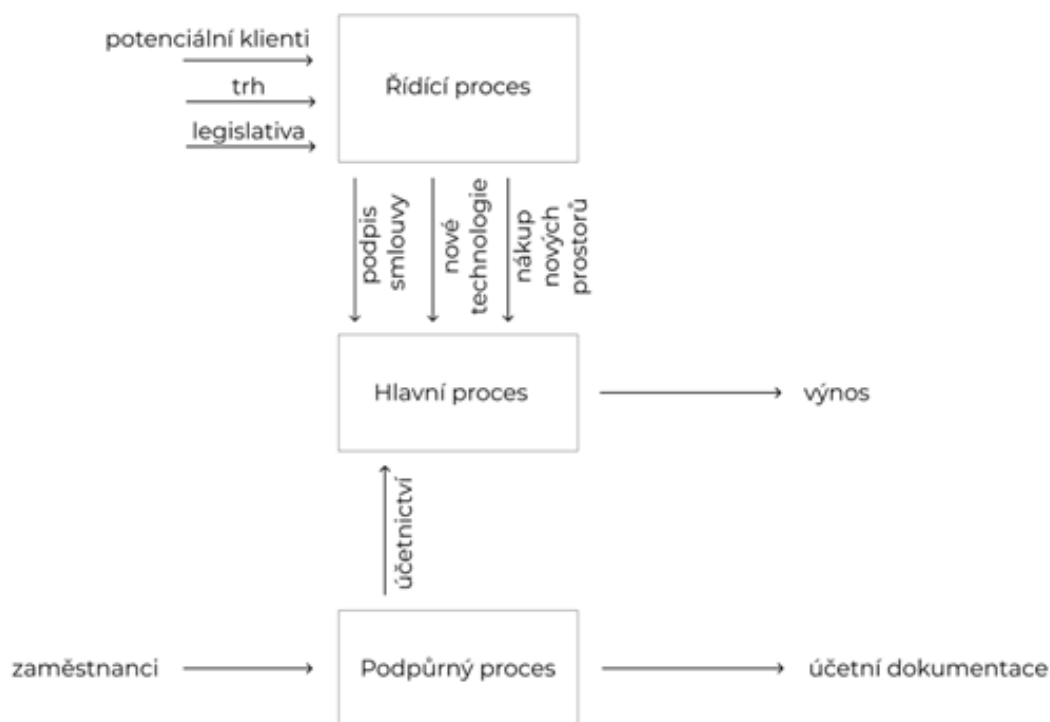 potenciální klienti
trh
legislativa
Řídící proces
podpis
smlouvy
nové
technologie
nákup
nových
prostorů
Hlavní proces
výnos
účetnictví
zaměstnanci
Podpůrný proces
účetní dokumentace